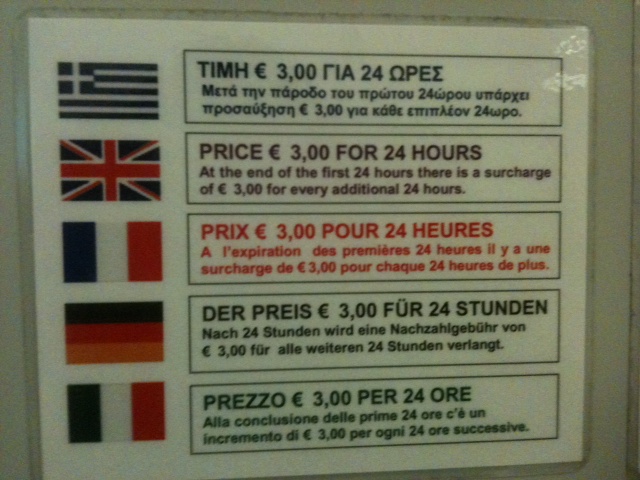 ΤΙΜΗ € 3,00 ΓΙΑ 24 ΩΡΕΣ
Μετά την πάροδο του πρώτου 24ώρου υπάρχει
προσαύξηση € 3,00 για κάθε επιπλέον 24ωρο.
PRICE € 3,00 FOR 24 HOURS
At the end of the first 24 hours there is a surcharge
of € 3,00 for every additional 24 hours.
PRIX € 3,00 POUR 24 HEURES
A l'expiration des premières 24 heures il y a une
surcharge de €3,00 pour chaque 24 heures de plus.
DER PREIS € 3,00 FÜR 24 STUNDEN
Nach 24 Stunden wird eine Nachzahlgebühr von
€ 3,00 für alle weiteren 24 Stunden verlangt.
PREZZO € 3,00 PER 24 ORE
Alla conclusione delle prime 24 ore c'é un
incremento di € 3,00 per ogni 24 ore successive.